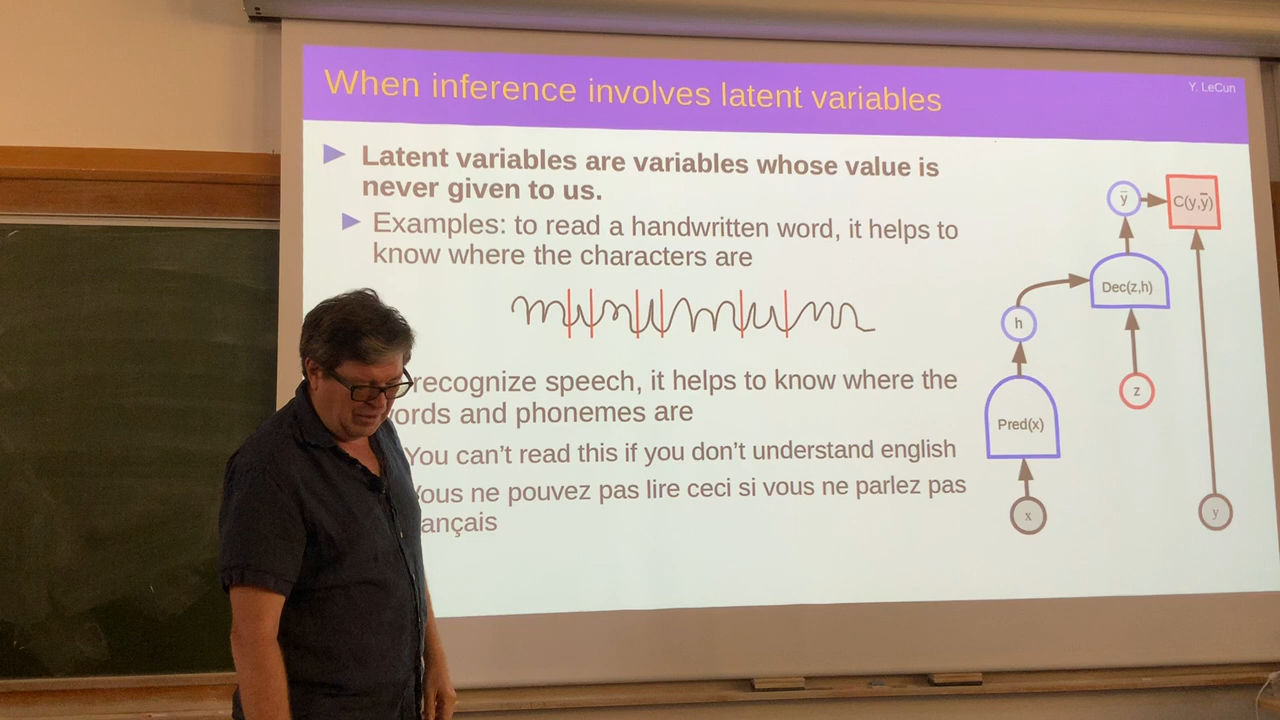 When inference involves latent variables
Y. LeCun
Latent variables are variables whose value is
never given to us.
Examples: to read a handwritten word, it helps to
know where the characters are
recognize speech, it helps to know where the
words and phonemes are
You can't read this if you don't understand english
Vous ne pouvez pas lire ceci si vous ne parlez pas
ançais
ȳ
C(y,ȳ)
Dec(z,h)
h
z
Pred(x)
x
y